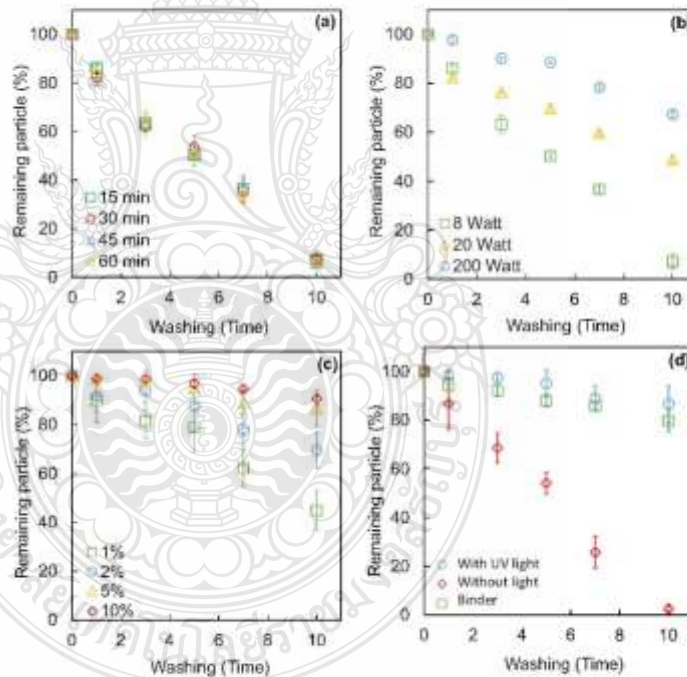 (a)
Remaining particle (%)
100
80
60
40
20
0
15 min
30 min
45 min
60 min
0 2 4 6 8 10
Washing (Time)
(b)
Remaining particle (%)
100
80
60
40
20
0
8 Watt
20 Watt
200 Watt
0 2 4 6 8 10
Washing (Time)
(c)
Remaining particle (%)
100
80
60
40
20
0
1%
2%
5%
10%
0 2 4 6 8 10
Washing (Time)
(d)
Remaining particle (%)
100
80
60
40
20
0
With UV light
Without light
Binder
0 2 4 6 8 10
Washing (Time)